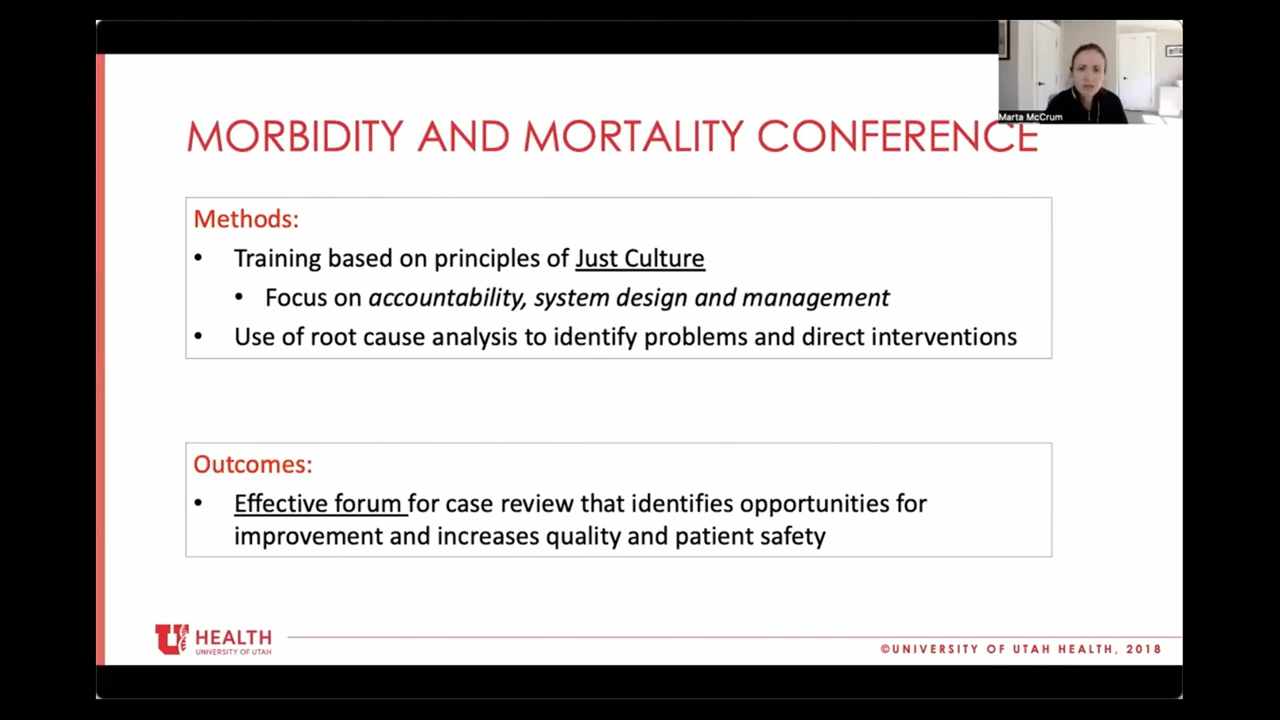 Marta McCrum
MORBIDITY AND MORTALITY CONFERENCE
Methods:
• Training based on principles of Just Culture
• Focus on accountability, system design and management
• Use of root cause analysis to identify problems and direct interventions
Outcomes:
• Effective forum for case review that identifies opportunities for
improvement and increases quality and patient safety
U HEALTH
UNIVERSITY OF UTAH
©UNIVERSITY OF UTAH HEALTH, 2018